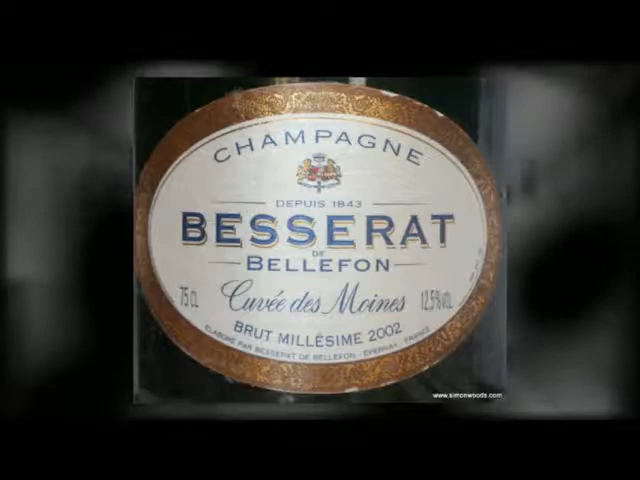 CHAMPAGNE
DEPUIS 1843
BESSERAT
DE
BELLEFON
75 CL
Cuvée des Moines
12,5% VOL
BRUT MILLÉSIME 2002
ELABORÉ PAR BESSERAT DE BELLEFON - EPERNAY - FRANCE
www.simonwoods.com